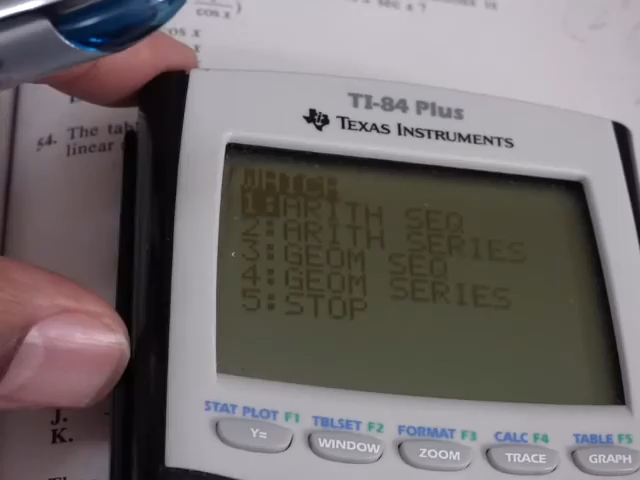 cos x
54. The
linear
J.
K.
TI-84 Plus
TEXAS INSTRUMENTS
WHICH
1:ARITH SEQ
2:ARITH SERIES
3:GEOM SEQ
4:GEOM SERIES
5:STOP
STAT PLOT F1 TBLSET F2 FORMAT F3 CALC F4 TABLE F5
Y= WINDOW ZOOM TRACE GRAPH